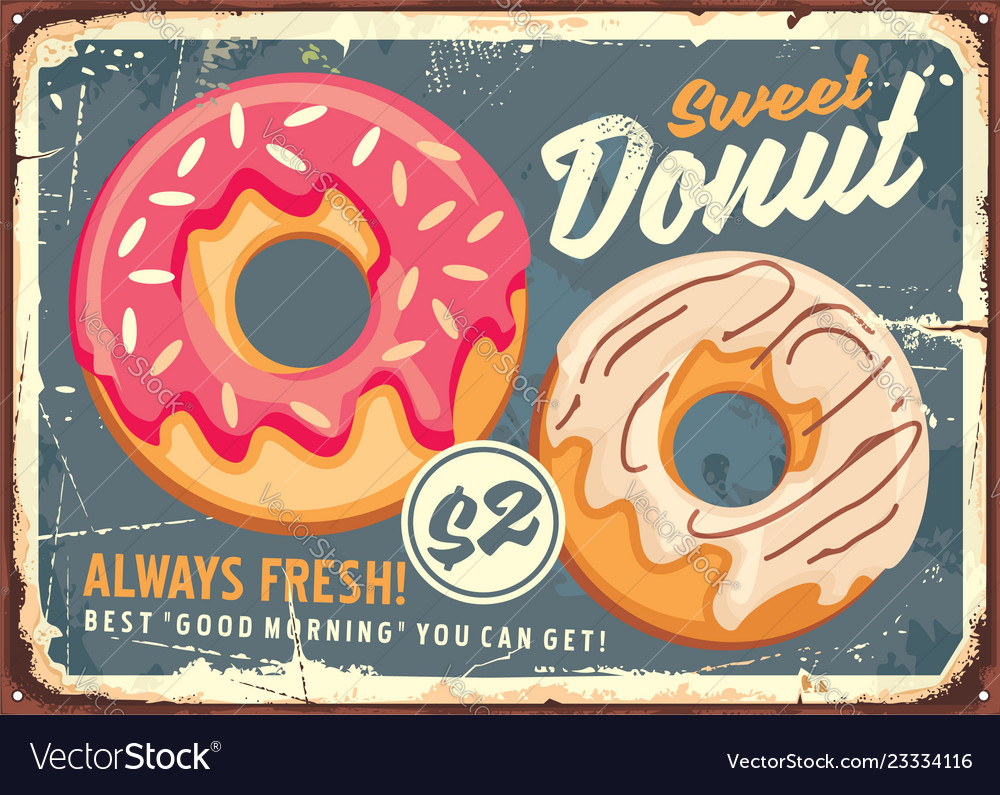 Sweet
Donut
$2
ALWAYS FRESH!
BEST "GOOD MORNING" YOU CAN GET!
VectorStock®
VectorStock.com/23334116